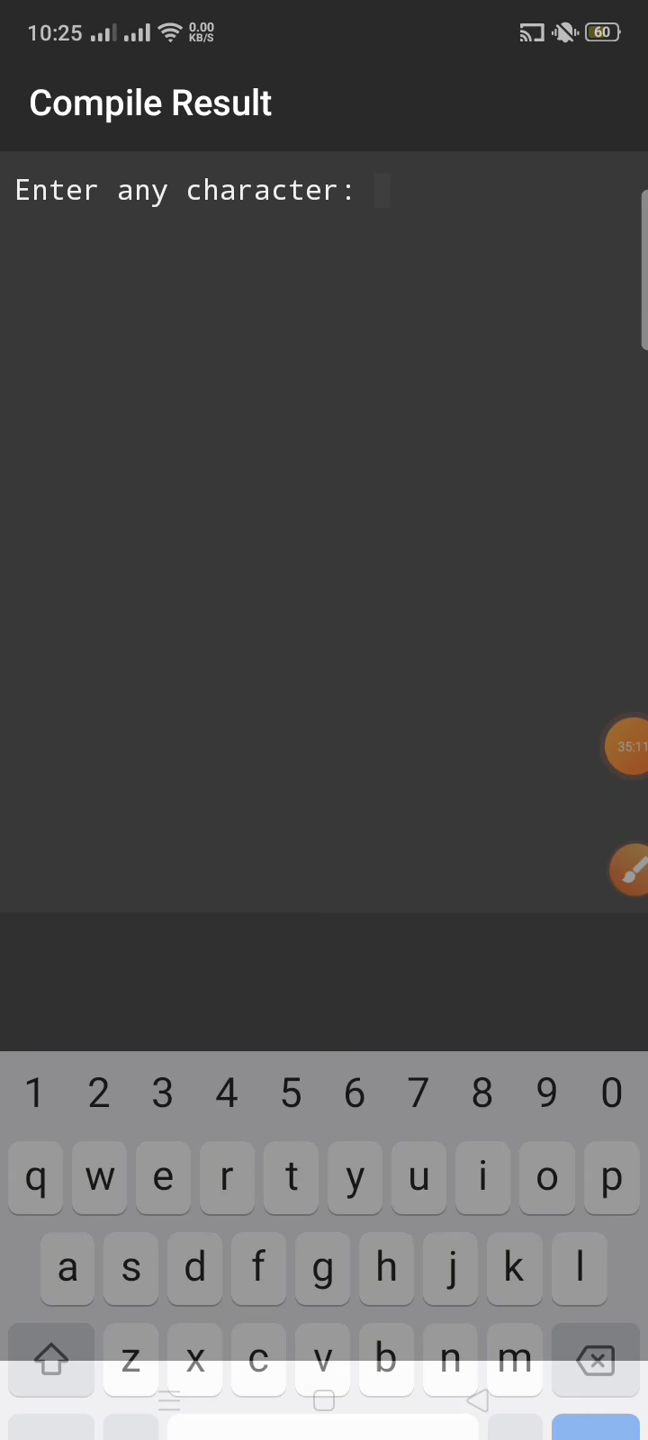 10:25 0.00 KB/S 60
Compile Result
Enter any character:
35:11
1 2 3 4 5 6 7 8 9 0
q w e r t y u i o p
a s d f g h j k l
z x c v b n m